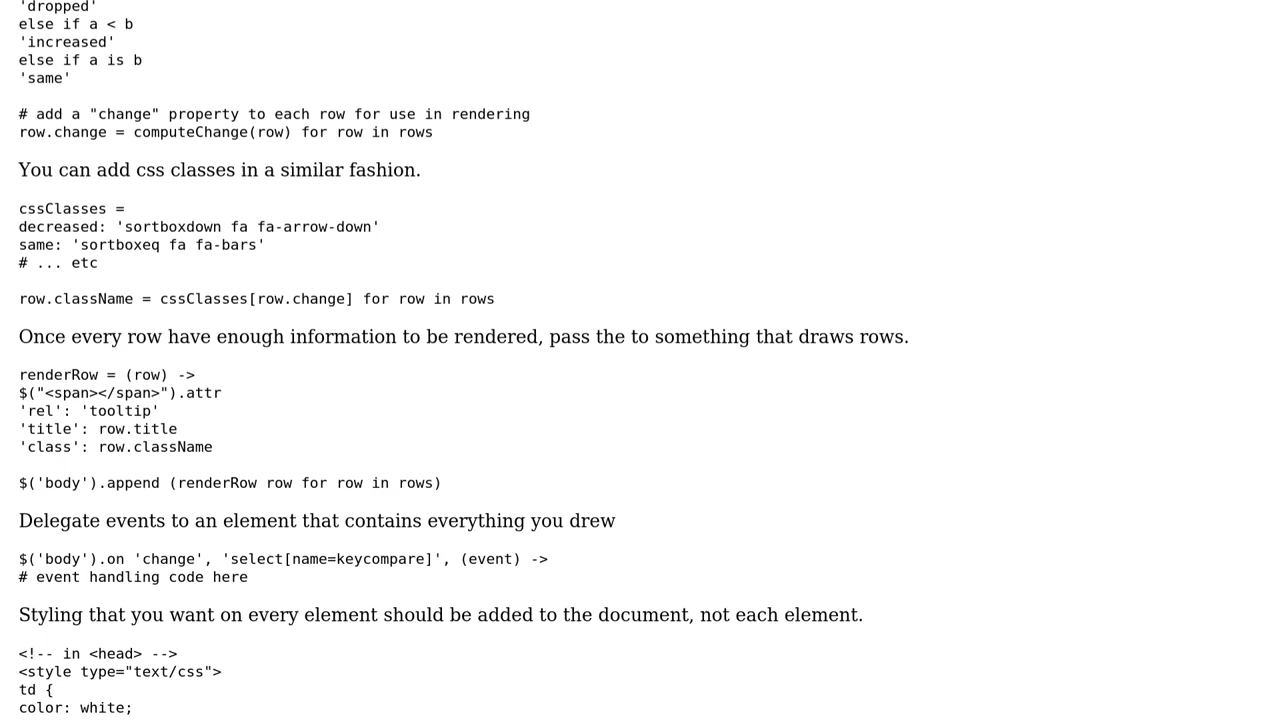 'dropped'
else if a < b
'increased'
else if a is b
'same'
# add a "change" property to each row for use in rendering
row.change = computeChange(row) for row in rows
You can add css classes in a similar fashion.
cssClasses =
decreased: 'sortboxdown fa fa-arrow-down'
same: 'sortboxeq fa fa-bars'
# ... etc
row.className = cssClasses[row.change] for row in rows
Once every row have enough information to be rendered, pass the to something that draws rows.
renderRow = (row) ->
$("<span></span>").attr
'rel': 'tooltip'
'title': row.title
'class': row.className
$('body').append (renderRow row for row in rows)
Delegate events to an element that contains everything you drew
$('body').on 'change', 'select[name=keycompare]', (event) ->
# event handling code here
Styling that you want on every element should be added to the document, not each element.
<!-- in <head> -->
<style type="text/css">
td {
color: white;